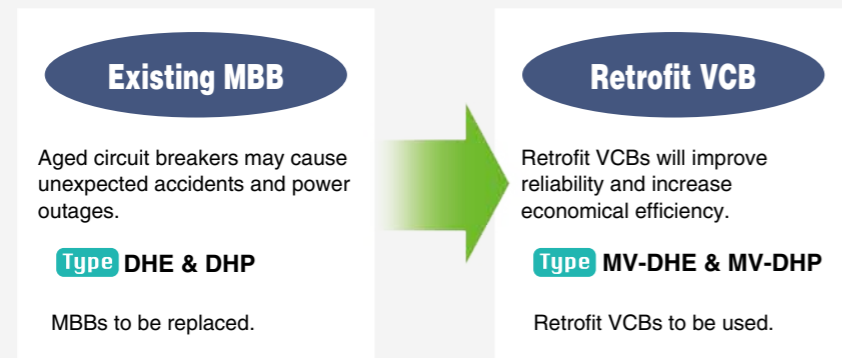 Existing MBB
Aged circuit breakers may cause
unexpected accidents and power
outages.
Type DHE & DHP
MBBs to be replaced.
Retrofit VCB
Retrofit VCBs will improve
reliability and increase
economical efficiency.
Type MV-DHE & MV-DHP
Retrofit VCBs to be used.